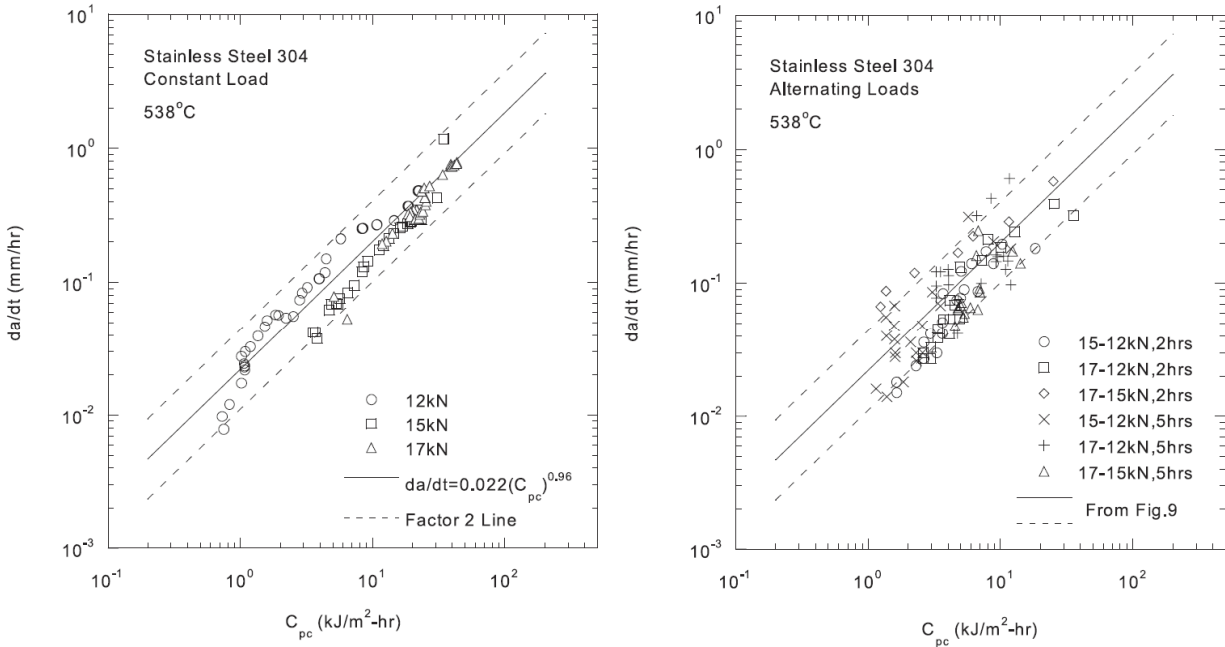 10¹
10⁰
10⁻¹
10⁻²
10⁻³
da/dt (mm/hr)
Stainless Steel 304
Constant Load
538°C
12kN
15kN
17kN
da/dt=0.022(C_pc)^0.96
Factor 2 Line
10⁻¹
10⁰
10¹
10²
C_pc (kJ/m²-hr)
10¹
10⁰
10⁻¹
10⁻²
10⁻³
da/dt (mm/hr)
Stainless Steel 304
Alternating Loads
538°C
15-12kN,2hrs
17-12kN,2hrs
17-15kN,2hrs
15-12kN,5hrs
17-12kN,5hrs
17-15kN,5hrs
From Fig.9
10⁻¹
10⁰
10¹
10²
C_pc (kJ/m²-hr)